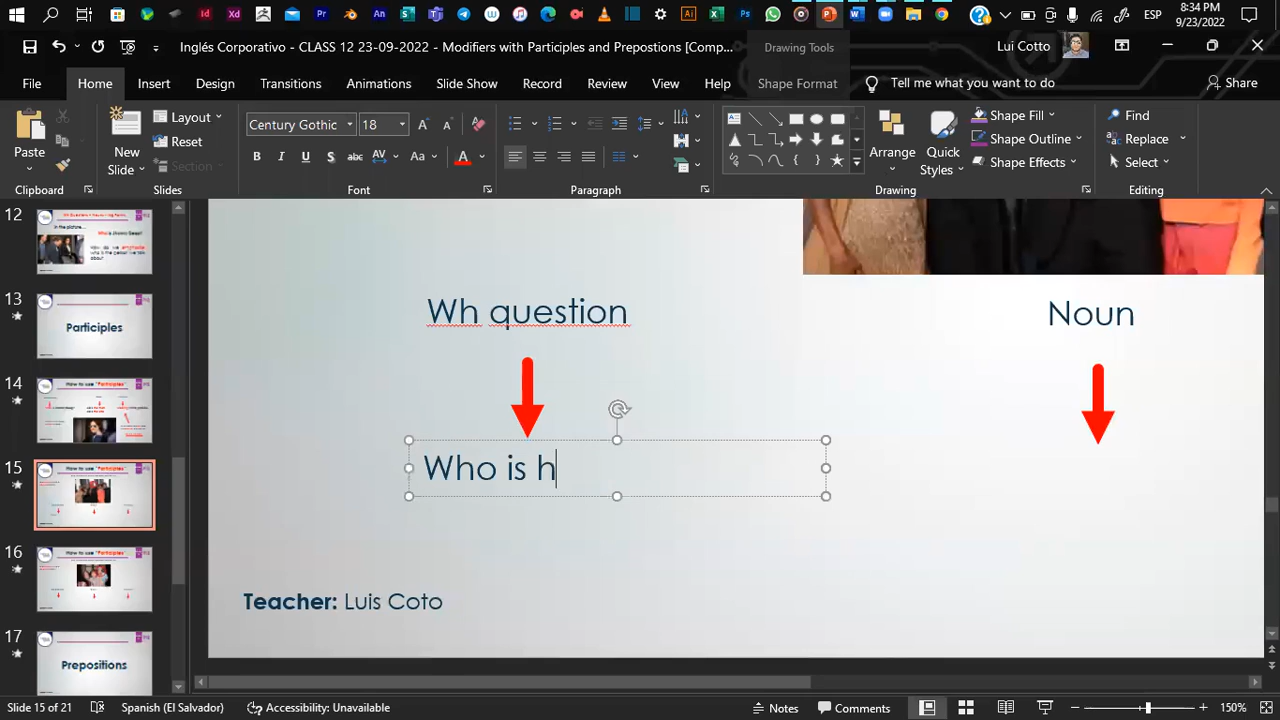 8:34 PM
ESP
9/23/2022
Inglés Corporativo - CLASS 12 23-09-2022 - Modifiers with Participles and Prepostions [Comp...
Drawing Tools
Lui Cotto
File
Home
Insert
Design
Transitions
Animations
Slide Show
Record
Review
View
Help
Shape Format
Tell me what you want to do
Share
Paste
New
Slide
Layout
Reset
Section
Century Gothic
18
Arrange
Quick
Styles
Shape Fill
Shape Outline
Shape Effects
Find
Replace
Select
Clipboard
Slides
Font
Paragraph
Drawing
Editing
12
In the picture...
13
Participles
14
How to use "Participles"
15
How to use "Participles"
16
How to use "Participles"
17
Prepositions
Wh question
Noun
Who is h
Teacher: Luis Coto
Slide 15 of 21
Spanish (El Salvador)
Accessibility: Unavailable
Notes
Comments
150%